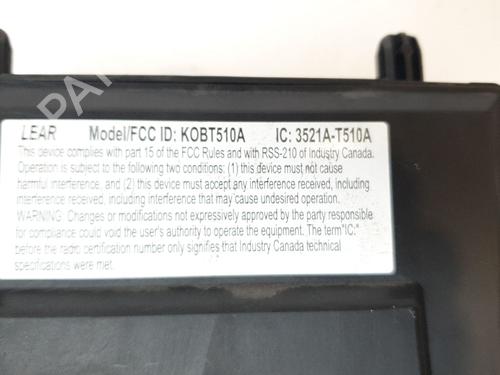 LEAR Model/FCC ID: KOBT510A IC: 3521A-T510A
This device complies with part 15 of the FCC Rules and with RSS-210 of Industry Canada.
Operation is subject to the following two conditions: (1) this device must not cause
harmful interference, and (2) this device must accept any interference received, including
interference received, including interference that may cause undesired operation.
WARNING: Changes or modifications not expressively approved by the party responsible
for compliance could void the user's authority to operate the equipment. The term"IC:"
before the radio certification number only signifies that Industry Canada technical
specifications were met.